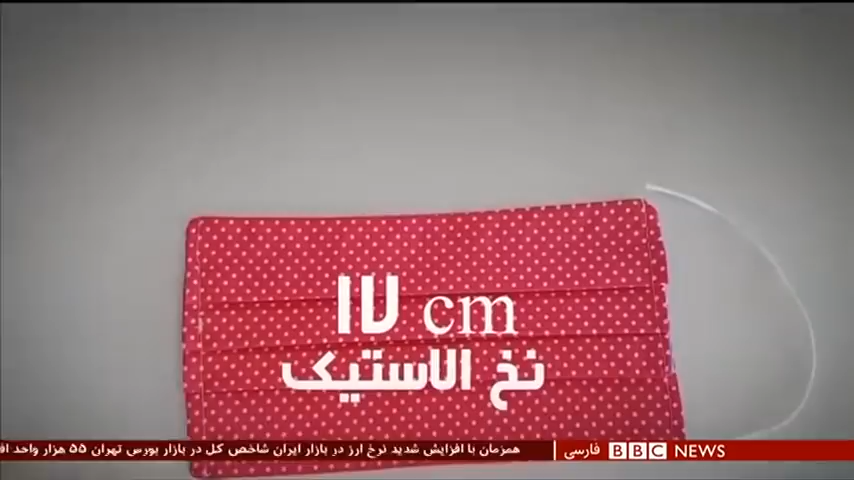 ۱۷ cm
نخ الاستیک
همزمان با افزایش شدید نرخ ارز در بازار ایران شاخص کل در بازار بورس تهران ۵۵ هزار واحد
BBC NEWS فارسی